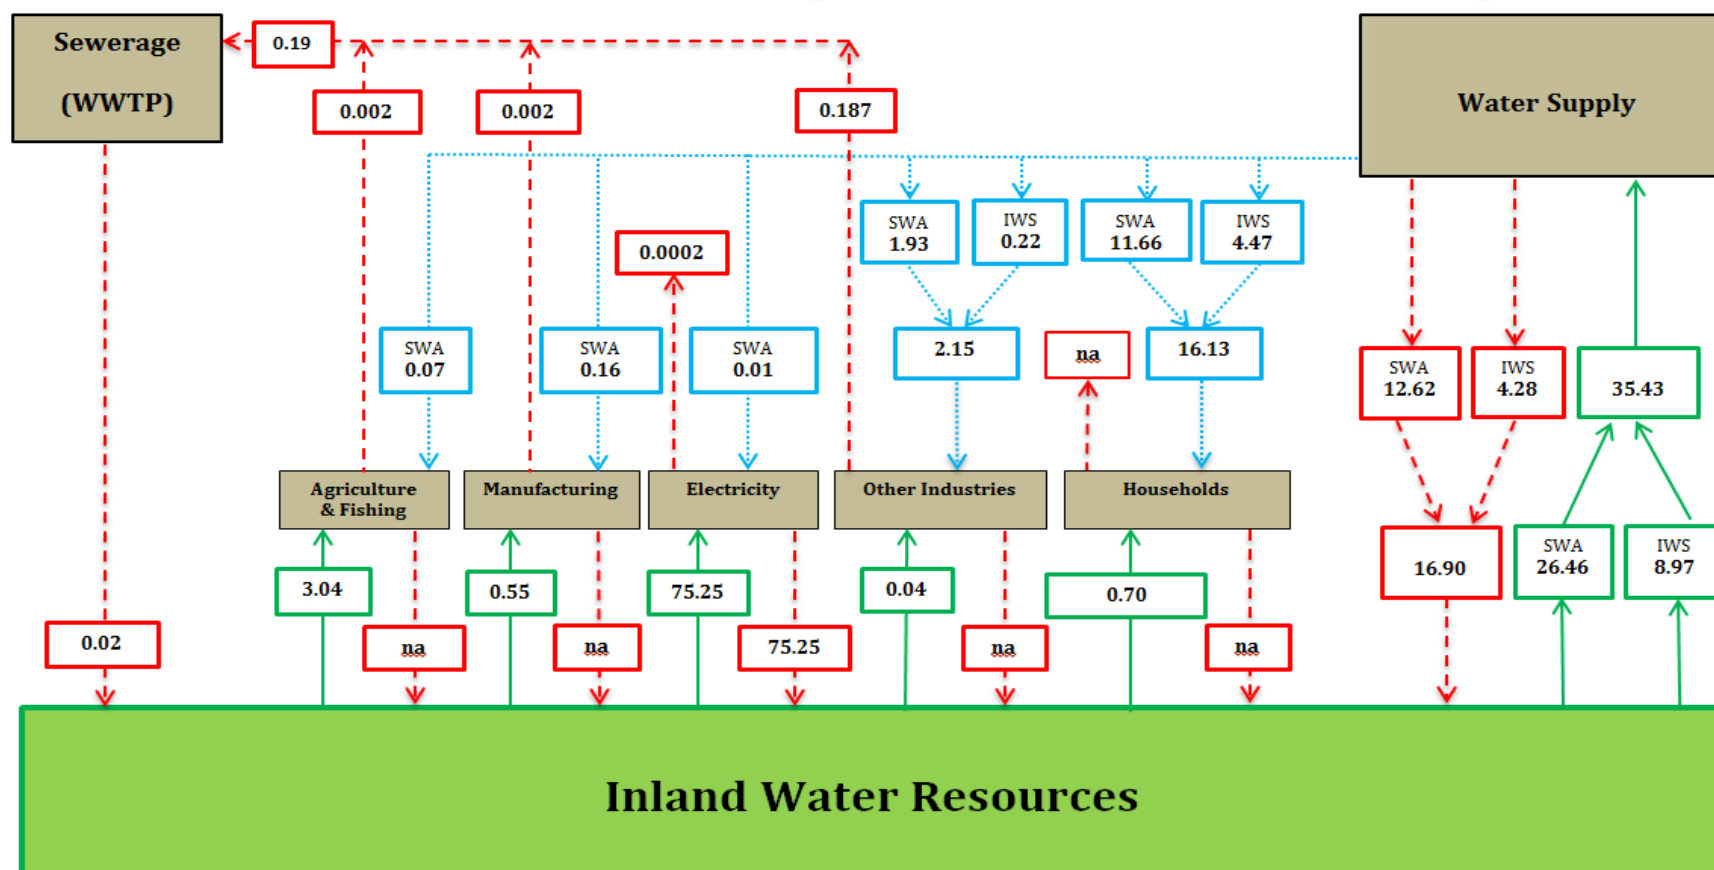 Sewerage
(WWTP)
0.19
Water Supply
0.002
0.002
0.187
SWA
1.93
IWS
0.22
SWA
11.66
IWS
4.47
0.0002
SWA
0.07
SWA
0.16
SWA
0.01
2.15
na
16.13
SWA
12.62
IWS
4.28
35.43
Agriculture
& Fishing
Manufacturing
Electricity
Other Industries
Households
3.04
0.55
75.25
0.04
0.70
16.90
SWA
26.46
IWS
8.97
0.02
na
na
75.25
na
na
Inland Water Resources